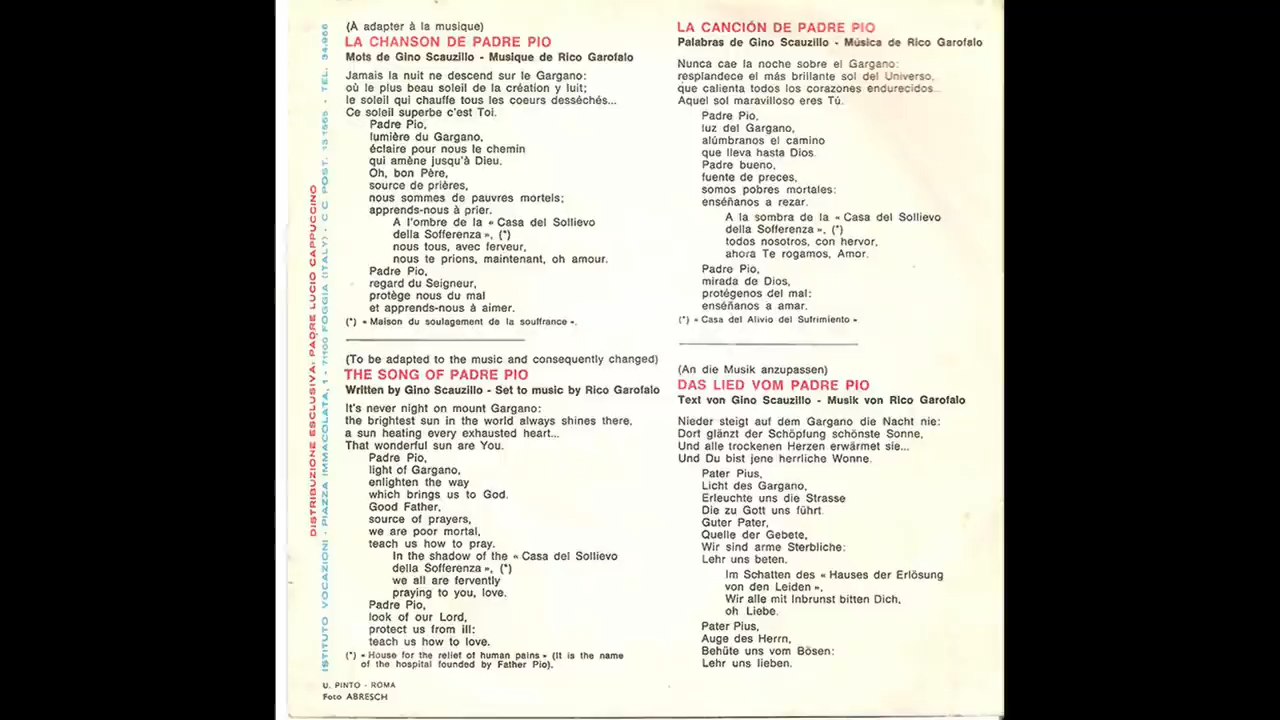 (À adapter à la musique)
LA CHANSON DE PADRE PIO
Mots de Gino Scauzillo - Musique de Rico Garofalo
Jamais la nuit ne descend sur le Gargano:
où le plus beau soleil de la création y luit;
le soleil qui chauffe tous les coeurs desséchés...
Ce soleil superbe c'est Toi.
Padre Pio,
lumière du Gargano,
éclaire pour nous le chemin
qui amène jusqu'à Dieu.
Oh, bon Père,
source de prières,
nous sommes de pauvres mortels;
apprends-nous à prier.
A l'ombre de la « Casa del Sollievo
della Sofferenza », (*)
nous tous, avec ferveur,
nous te prions, maintenant, oh amour.
Padre Pio,
regard du Seigneur,
protège nous du mal
et apprends-nous à aimer.
(*) « Maison du soulagement de la souffrance ».
(To be adapted to the music and consequently changed)
THE SONG OF PADRE PIO
Written by Gino Scauzillo - Set to music by Rico Garofalo
It's never night on mount Gargano:
the brightest sun in the world always shines there,
a sun heating every exhausted heart...
That wonderful sun are You.
Padre Pio,
light of Gargano,
enlighten the way
which brings us to God.
Good Father,
source of prayers,
we are poor mortal,
teach us how to pray.
In the shadow of the « Casa del Sollievo
della Sofferenza », (*)
we all are fervently
praying to you, love.
Padre Pio,
look of our Lord,
protect us from ill:
teach us how to love.
(*) « House for the relief of human pains » (It is the name
of the hospital founded by Father Pio).
U. PINTO - ROMA
Foto ABRESCH
LA CANCIÓN DE PADRE PIO
Palabras de Gino Scauzillo - Música de Rico Garofalo
Nunca cae la noche sobre el Gargano:
resplandece el más brillante sol del Universo,
que calienta todos los corazones endurecidos...
Aquel sol maravilloso eres Tú.
Padre Pio,
luz del Gargano,
alúmbranos el camino
que lleva hasta Dios.
Padre bueno,
fuente de preces,
somos pobres mortales:
enséñanos a rezar.
A la sombra de la « Casa del Sollievo
della Sofferenza », (*)
todos nosotros, con hervor,
ahora Te rogamos, Amor.
Padre Pio,
mirada de Dios,
protégenos del mal:
enséñanos a amar.
(*) « Casa del Alivio del Sufrimiento »
(An die Musik anzupassen)
DAS LIED VOM PADRE PIO
Text von Gino Scauzillo - Musik von Rico Garofalo
Nieder steigt auf dem Gargano die Nacht nie:
Dort glänzt der Schöpfung schönste Sonne,
Und alle trockenen Herzen erwärmet sie...
Und Du bist jene herrliche Wonne.
Pater Pius,
Licht des Gargano,
Erleuchte uns die Strasse
Die zu Gott uns führt.
Guter Pater,
Quelle der Gebete,
Wir sind arme Sterbliche:
Lehr uns beten.
Im Schatten des « Hauses der Erlösung
von den Leiden »,
Wir alle mit Inbrunst bitten Dich,
oh Liebe.
Pater Pius,
Auge des Herrn,
Behüte uns vom Bösen:
Lehr uns lieben.
DISTRIBUZIONE ESCLUSIVA: PADRE LUCIO CAPPUCCINO
ISTITUTO VOCAZIONI - PIAZZA IMMACOLATA, 1 - 71100 FOGGIA (ITALY) - C C POST. 13 1565 - TEL. 34.966